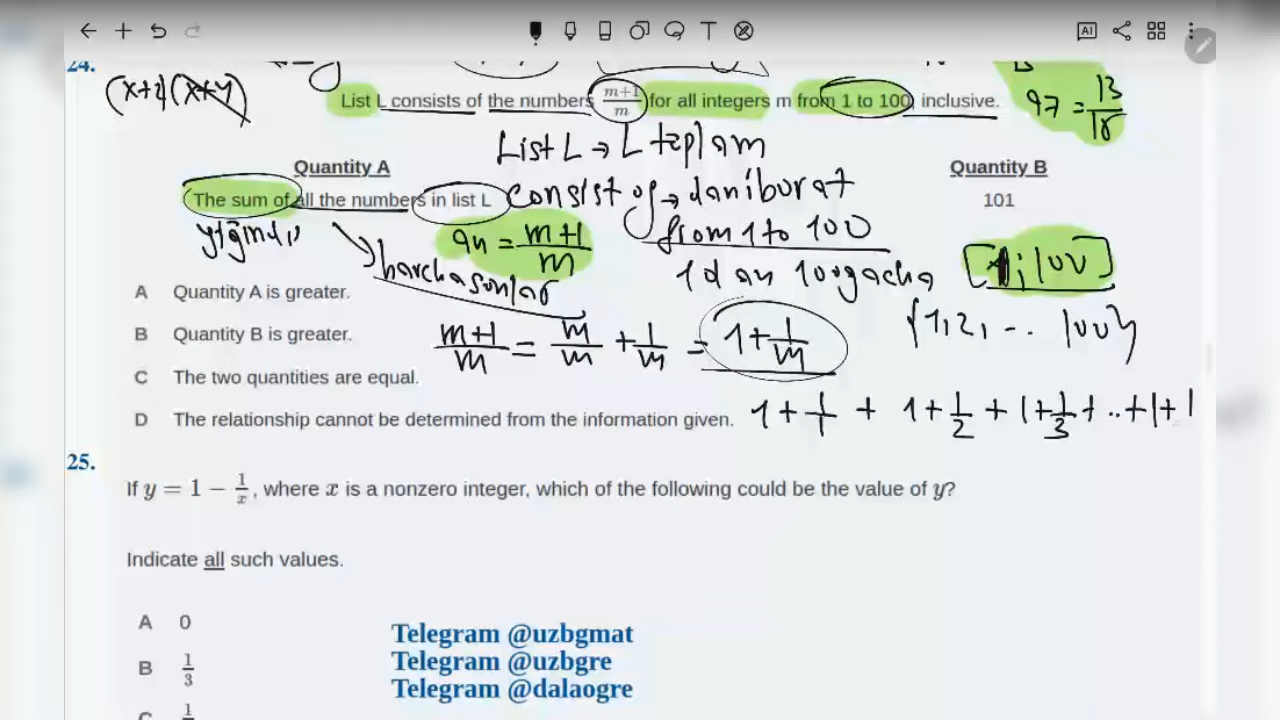 24.
(x+z)(x+y)
List L consists of the numbers (m+1)/m for all integers m from 1 to 100, inclusive.
a7 = 13/18
List L → L to'plam
Quantity A
Quantity B
The sum of all the numbers in list L
101
consist of → dan iborat
yig'indi
an = (m+1)/m
from 1 to 100
barcha sonlar
1 dan 100 gacha
[1; 100]
A Quantity A is greater.
B Quantity B is greater.
(m+1)/m = m/m + 1/m = 1 + 1/m
{1, 2, ... 100}
C The two quantities are equal.
D The relationship cannot be determined from the information given.
1 + 1/1 + 1 + 1/2 + 1 + 1/3 + .. + 1 + 1
25.
If y = 1 − 1/x, where x is a nonzero integer, which of the following could be the value of y?
Indicate all such values.
A 0
B 1/3
C 1
Telegram @uzbgmat
Telegram @uzbgre
Telegram @dalaogre